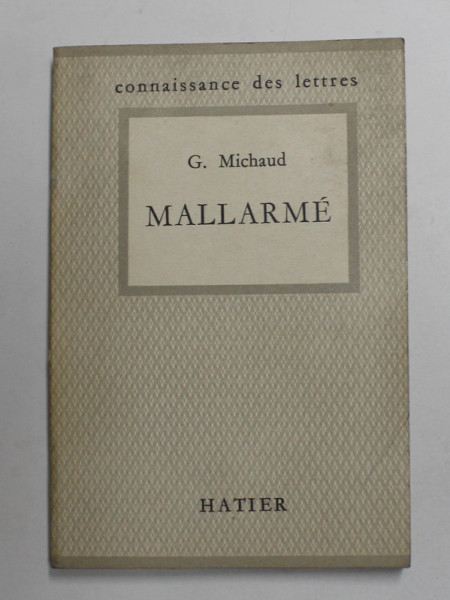 connaissance des lettres
G. Michaud
MALLARMÉ
HATIER